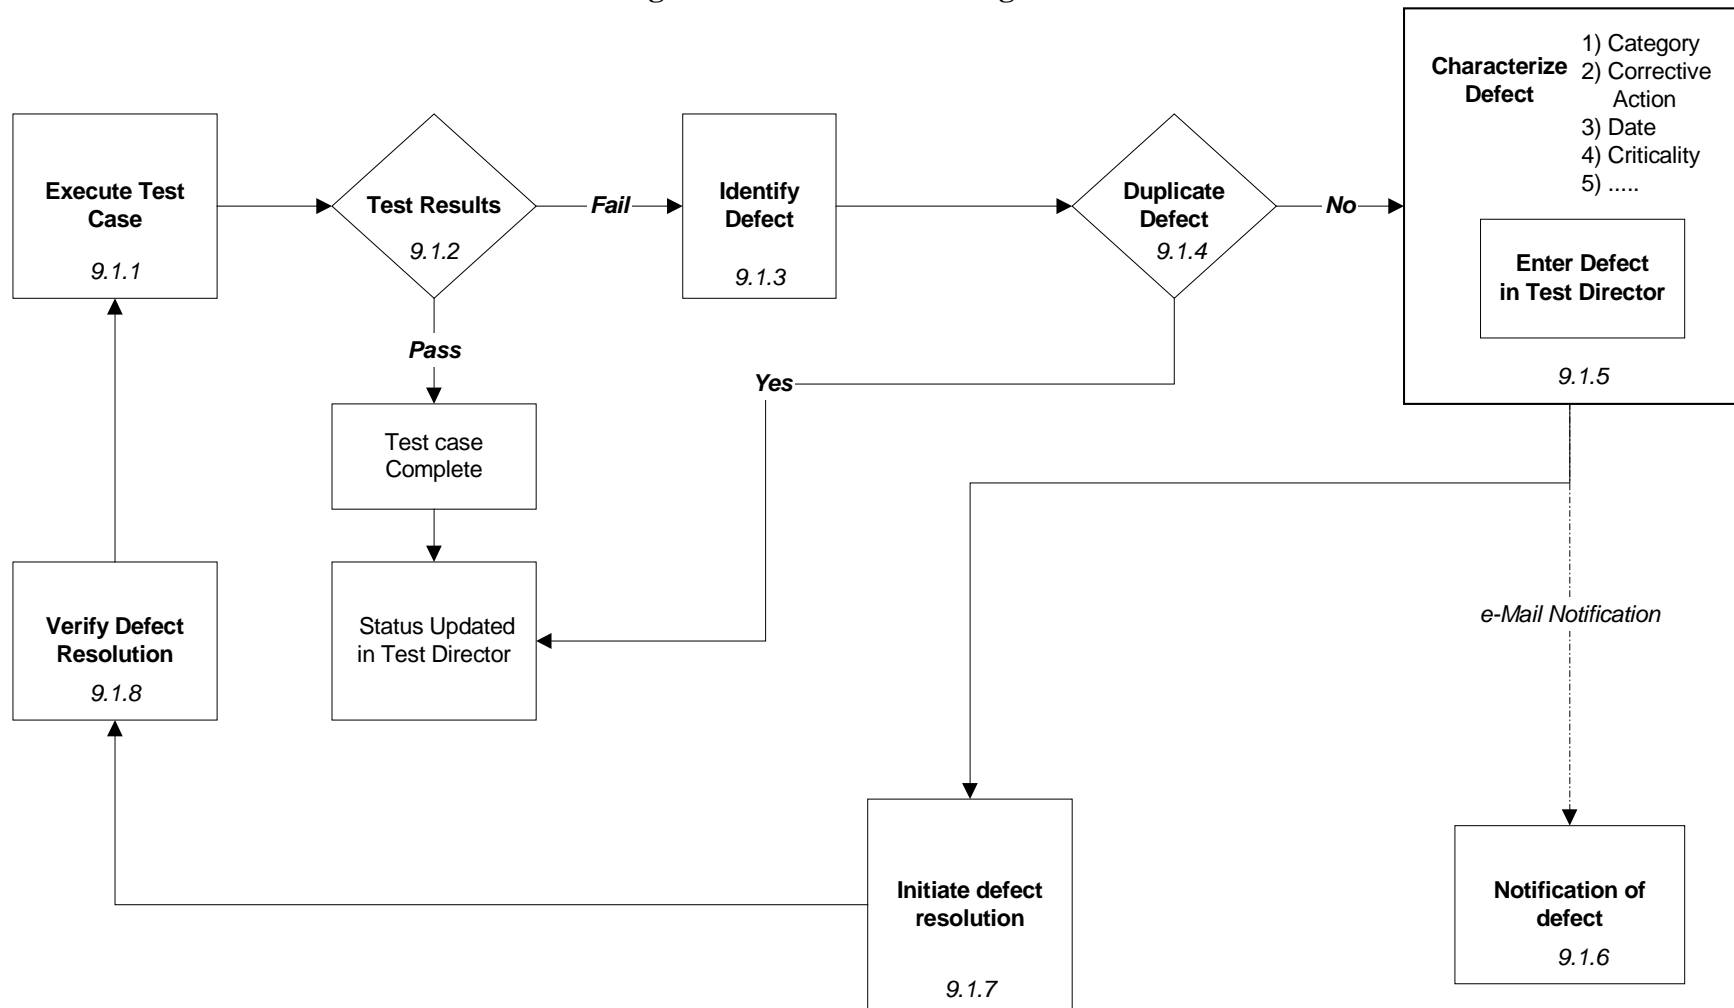 1) Category
Characterize
2) Corrective
Defect
Action
3) Date
4) Criticality
5) .....
Execute Test
Case
9.1.1
Test Results
9.1.2
Fail
Identify
Defect
9.1.3
Duplicate
Defect
9.1.4
No
Enter Defect
in Test Director
9.1.5
Pass
Yes
Test case
Complete
Verify Defect
Resolution
9.1.8
Status Updated
in Test Director
e-Mail Notification
Initiate defect
resolution
9.1.7
Notification of
defect
9.1.6